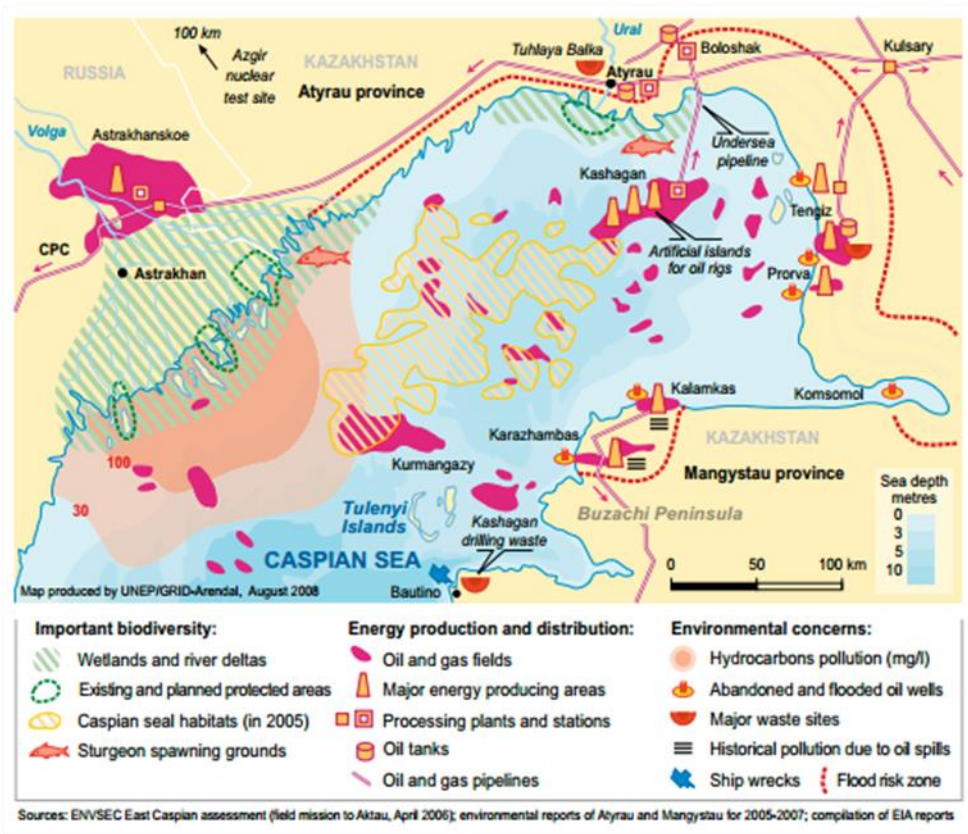 100 km
Azgir
nuclear
test site
RUSSIA
KAZAKHSTAN
Atyrau province
Tuhlaya Balka
Ural
Boloshak
Kulsary
Atyrau
Volga
Astrakhanskoe
Undersea
pipeline
Kashagan
Tengiz
CPC
Astrakhan
Artificial islands
for oil rigs
Prorva
Kalamkas
Komsomol
Karazhambas
KAZAKHSTAN
Kurmangazy
Mangystau province
100
30
Tulenyi
Islands
Kashagan
drilling waste
Buzachi Peninsula
Sea depth
metres
0
3
5
10
CASPIAN SEA
0 50 100 km
Map produced by UNEP/GRID-Arendal, August 2008
Bautino
Important biodiversity:
Wetlands and river deltas
Existing and planned protected areas
Caspian seal habitats (in 2005)
Sturgeon spawning grounds
Energy production and distribution:
Oil and gas fields
Major energy producing areas
Processing plants and stations
Oil tanks
Oil and gas pipelines
Environmental concerns:
Hydrocarbons pollution (mg/l)
Abandoned and flooded oil wells
Major waste sites
Historical pollution due to oil spills
Ship wrecks
Flood risk zone
Sources: ENVSEC East Caspian assessment (field mission to Aktau, April 2006); environmental reports of Atyrau and Mangystau for 2005-2007; compilation of EIA reports